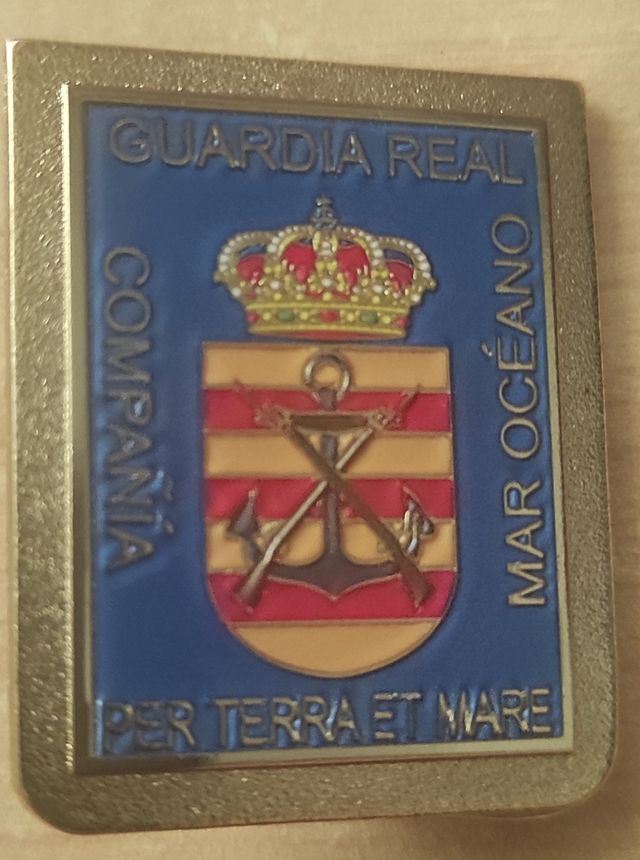 GUARDIA REAL
COMPAÑÍA
MAR OCÉANO
PER TERRA ET MARE